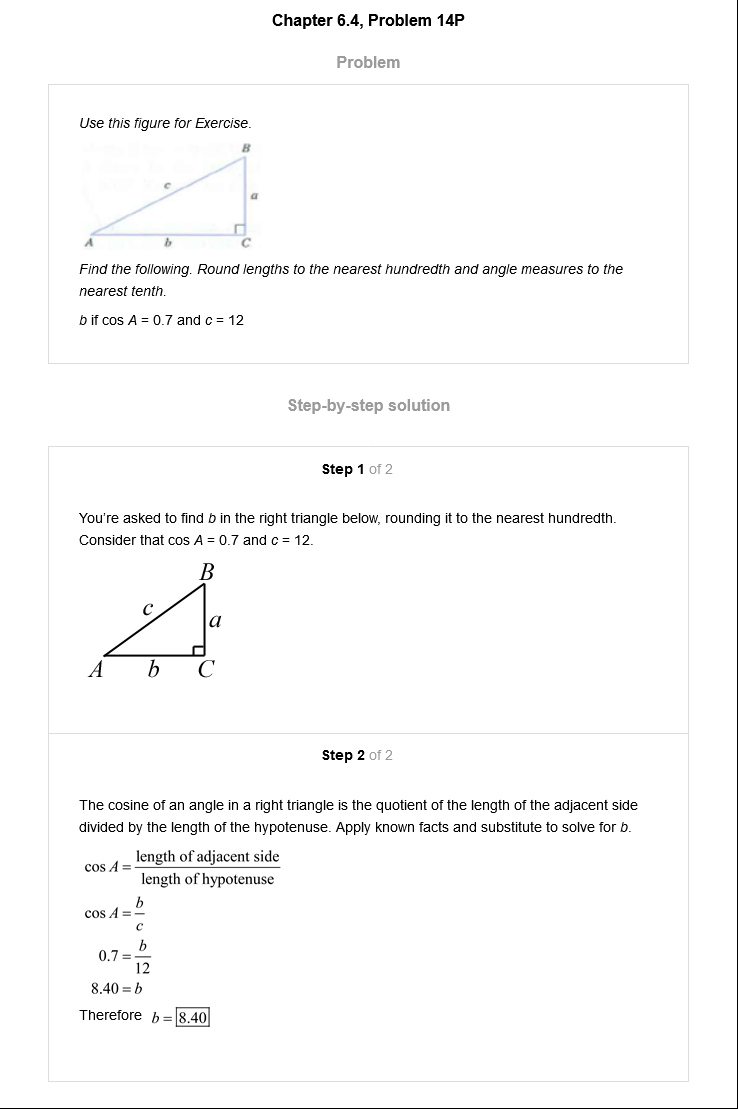 Chapter 6.4, Problem 14P
Problem
Use this figure for Exercise.
B
c
a
A
b
C
Find the following. Round lengths to the nearest hundredth and angle measures to the
nearest tenth.
b if cos A = 0.7 and c = 12
Step-by-step solution
Step 1 of 2
You're asked to find b in the right triangle below, rounding it to the nearest hundredth.
Consider that cos A = 0.7 and c = 12.
B
c
a
A
b
C
Step 2 of 2
The cosine of an angle in a right triangle is the quotient of the length of the adjacent side
divided by the length of the hypotenuse. Apply known facts and substitute to solve for b.
cos A = length of adjacent side / length of hypotenuse
cos A = b / c
0.7 = b / 12
8.40 = b
Therefore b = 8.40